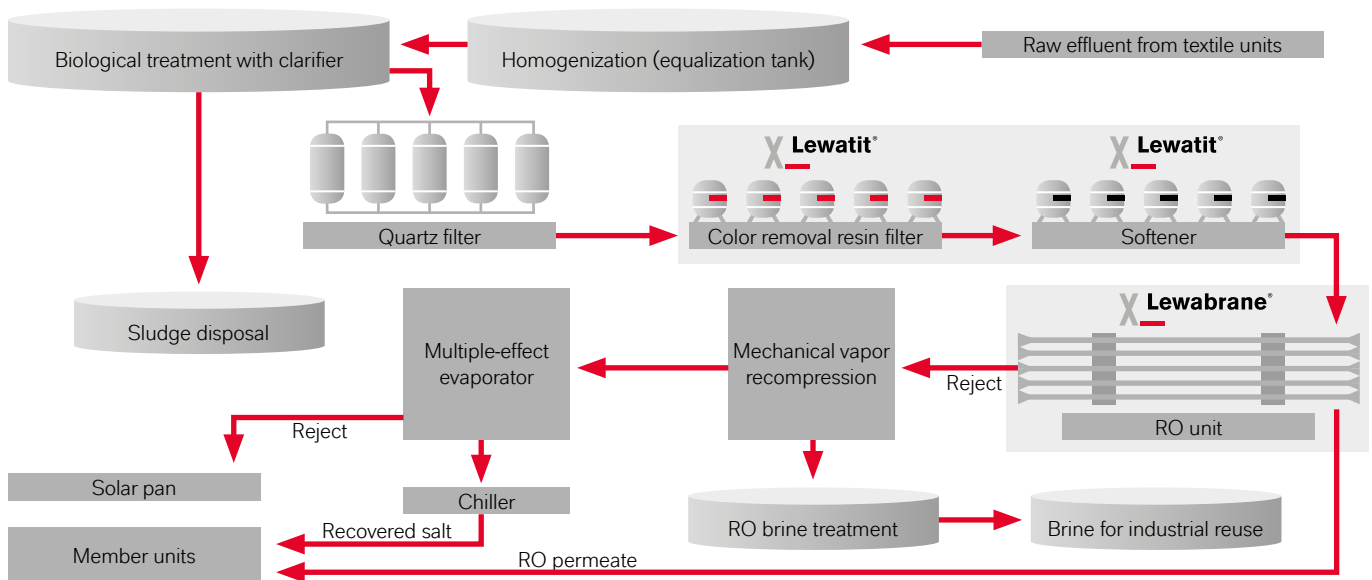 Biological treatment with clarifier
Homogenization (equalization tank)
Raw effluent from textile units
Lewatit®
Lewatit®
Quartz filter
Color removal resin filter
Softener
Sludge disposal
Multiple-effect
evaporator
Mechanical vapor
recompression
Lewabrane®
Reject
RO unit
Reject
Solar pan
Chiller
RO brine treatment
Brine for industrial reuse
Recovered salt
Member units
RO permeate